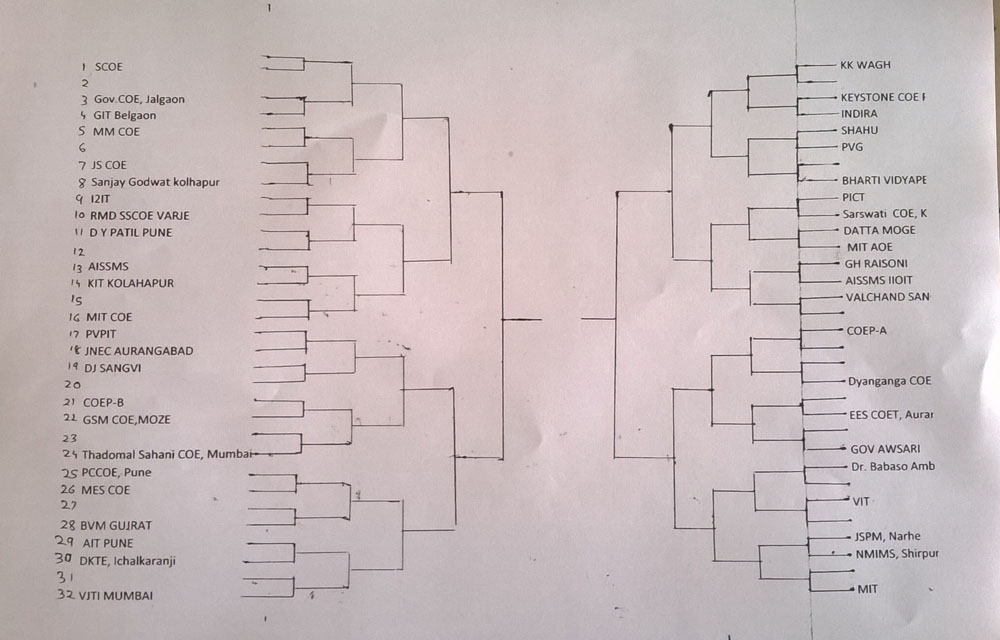 1 SCOE
2
3 Gov.COE, Jalgaon
4 GIT Belgaon
5 MM COE
6
7 JS COE
8 Sanjay Godwat kolhapur
9 I2IT
10 RMD SSCOE VARJE
11 D Y PATIL PUNE
12
13 AISSMS
14 KIT KOLAHAPUR
15
16 MIT COE
17 PVPIT
18 JNEC AURANGABAD
19 DJ SANGVI
20
21 COEP-B
22 GSM COE,MOZE
23
24 Thadomal Sahani COE, Mumbai
25 PCCOE, Pune
26 MES COE
27
28 BVM GUJRAT
29 AIT PUNE
30 DKTE, Ichalkaranji
31
32 VJTI MUMBAI
KK WAGH
KEYSTONE COE
INDIRA
SHAHU
PVG
BHARTI VIDYAPE
PICT
Sarswati COE, K
DATTA MOGE
MIT AOE
GH RAISONI
AISSMS IIOIT
VALCHAND SAN
COEP-A
Dyanganga COE
EES COET, Aurar
GOV AWSARI
Dr. Babaso Amb
VIT
JSPM, Narhe
NMIMS, Shirpur
MIT